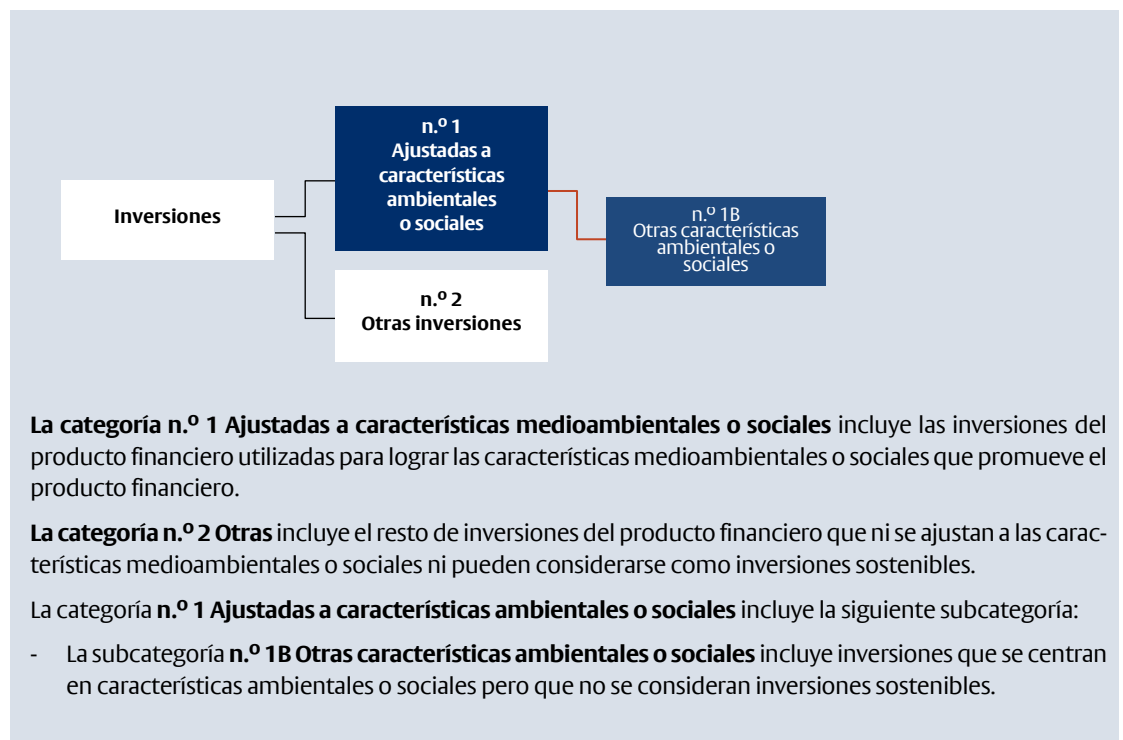 n.º 1
Ajustadas a
características
ambientales
o sociales
Inversiones
n.º 1B
Otras características
ambientales o
sociales
n.º 2
Otras inversiones
La categoría n.º 1 Ajustadas a características medioambientales o sociales incluye las inversiones del
producto financiero utilizadas para lograr las características medioambientales o sociales que promueve el
producto financiero.
La categoría n.º 2 Otras incluye el resto de inversiones del producto financiero que ni se ajustan a las carac-
terísticas medioambientales o sociales ni pueden considerarse como inversiones sostenibles.
La categoría n.º 1 Ajustadas a características ambientales o sociales incluye la siguiente subcategoría:
- La subcategoría n.º 1B Otras características ambientales o sociales incluye inversiones que se centran
en características ambientales o sociales pero que no se consideran inversiones sostenibles.